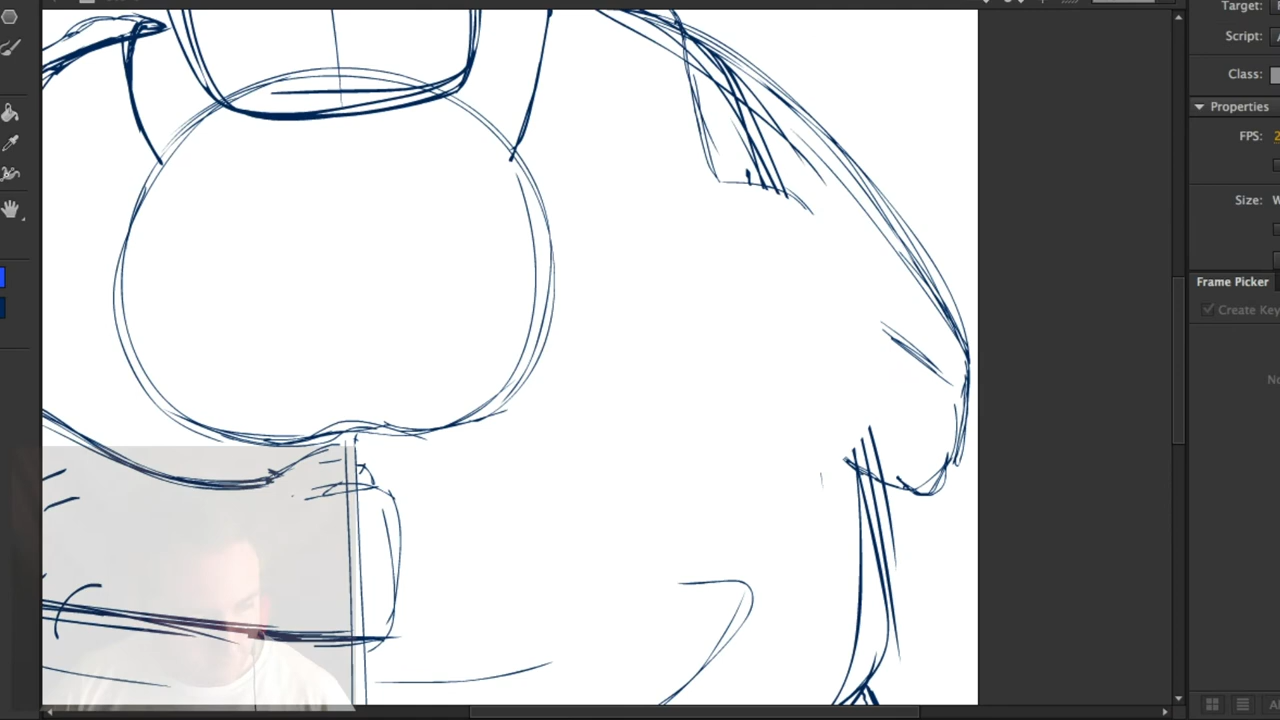 Target:
Script:
Class:
Properties
FPS:
Size: W
Frame Picker
Create Key